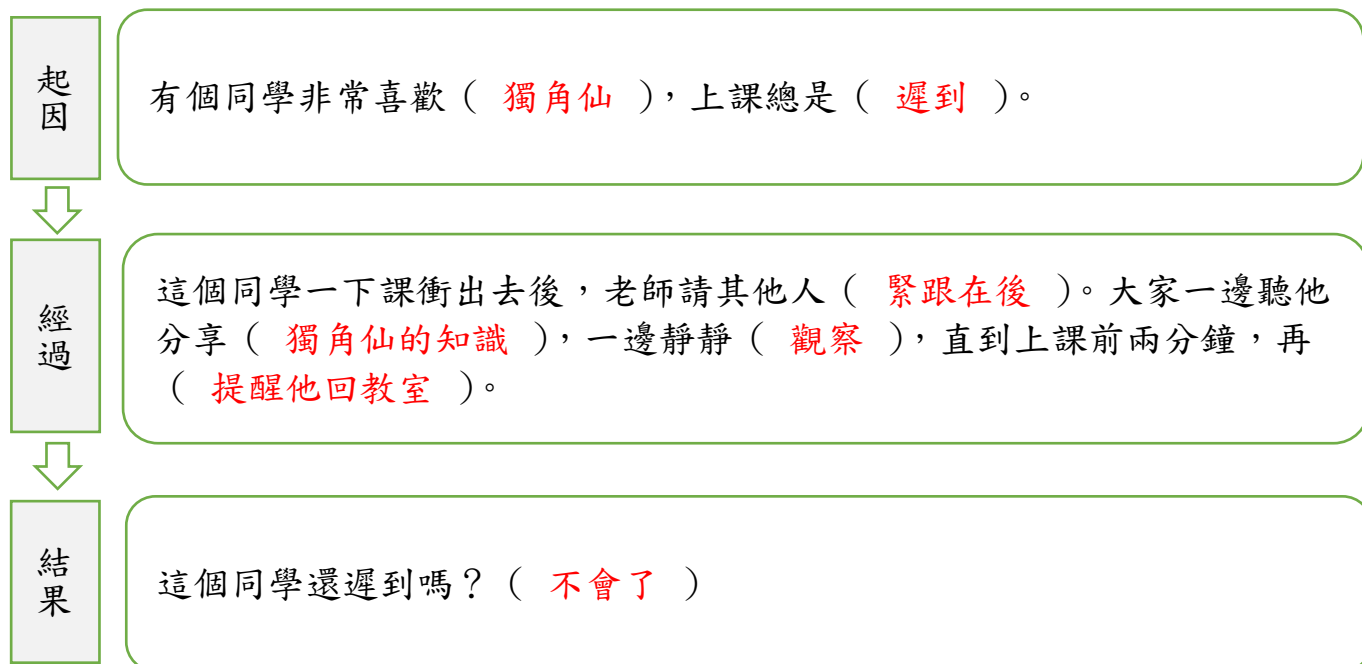 起因
有個同學非常喜歡（ 獨角仙 ），上課總是（ 遲到 ）。
經過
這個同學一下課衝出去後，老師請其他人（ 緊跟在後 ）。大家一邊聽他
分享（ 獨角仙的知識 ），一邊靜靜（ 觀察 ），直到上課前兩分鐘，再
（ 提醒他回教室 ）。
結果
這個同學還遲到嗎？（ 不會了 ）